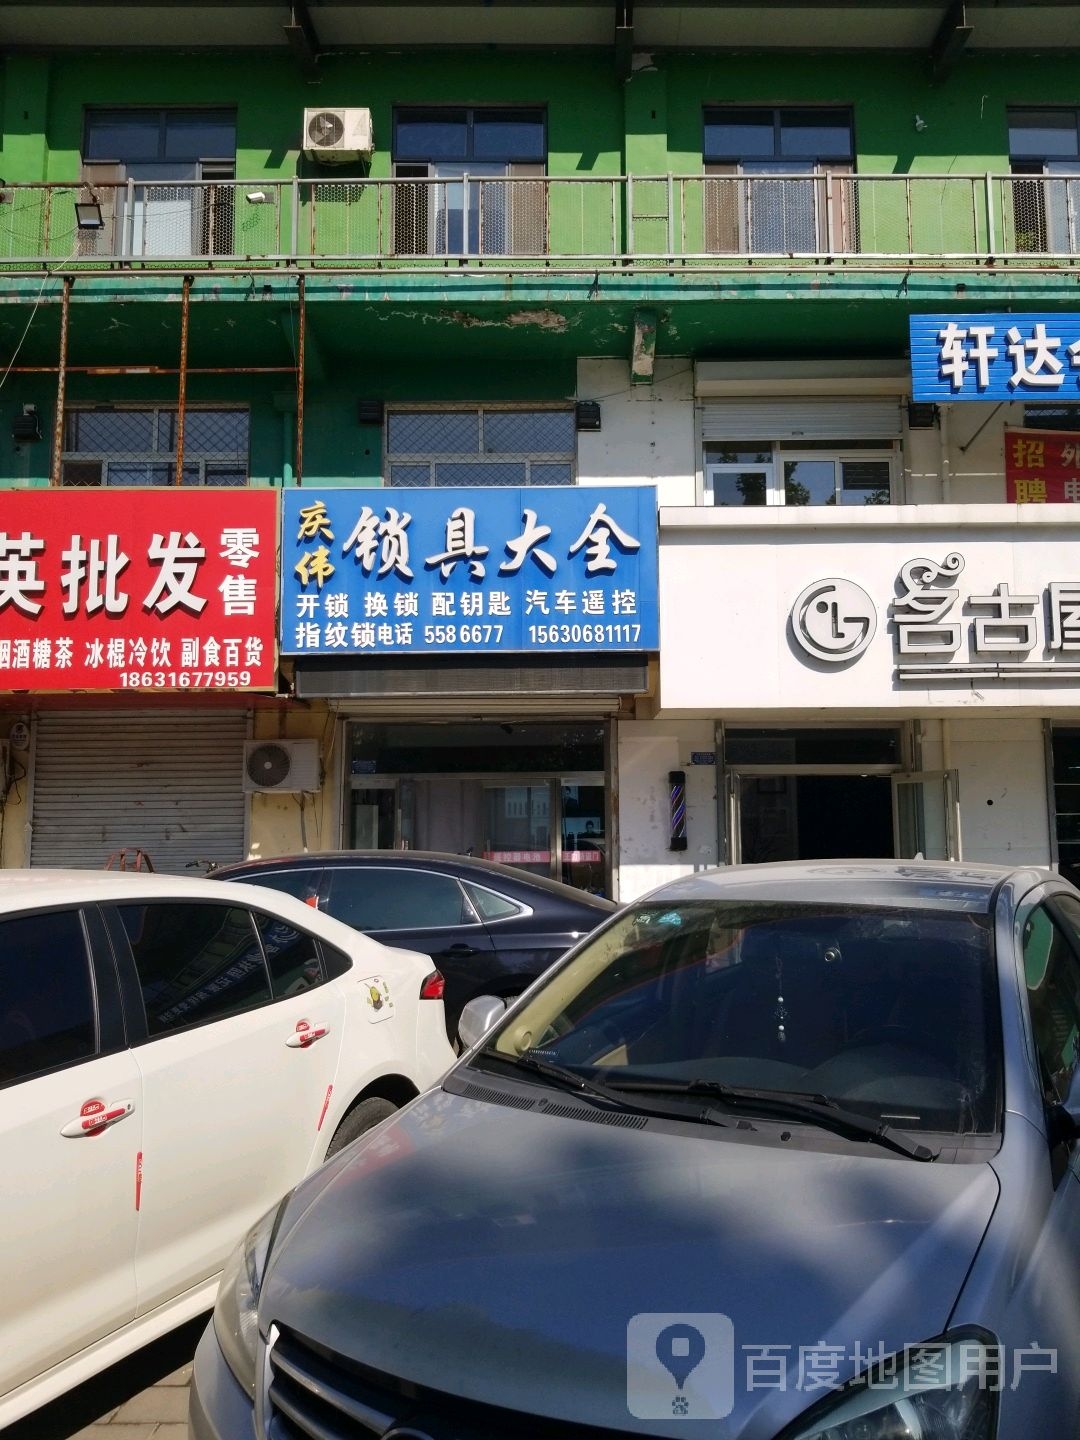 轩达
招
聘
英批发
零售
烟酒糖茶 冰棍冷饮 副食百货
18631677959
庆伟
锁具大全
开锁 换锁 配钥匙 汽车遥控
指纹锁电话 5586677 15630681117
名古屋
百度地图用户